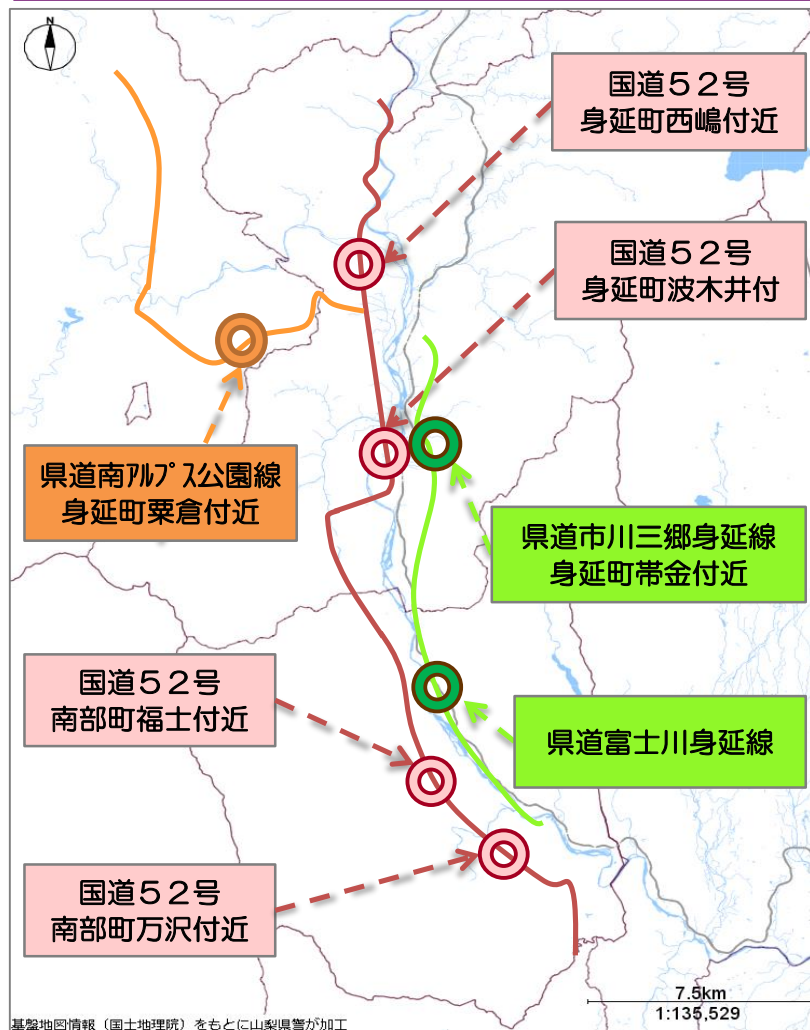 N
国道５２号
身延町西嶋付近
国道５２号
身延町波木井付
県道南ｱﾙﾌﾟｽ公園線
身延町粟倉付近
県道市川三郷身延線
身延町帯金付近
国道５２号
南部町福士付近
県道富士川身延線
国道５２号
南部町万沢付近
7.5km
1:135,529
基盤地図情報（国土地理院）をもとに山梨県警が加工